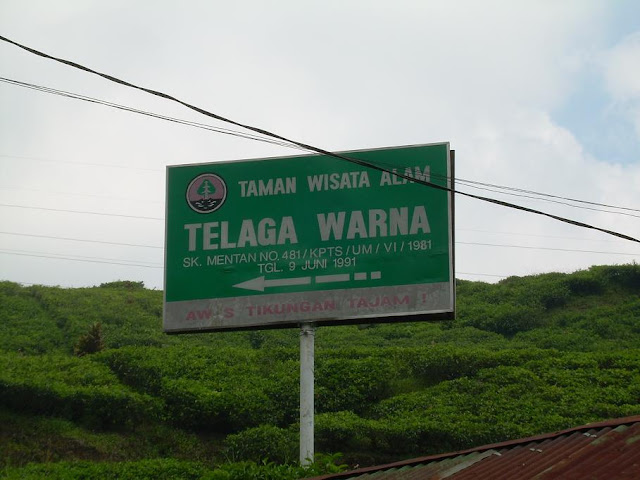 TAMAN WISATA ALAM
TELAGA WARNA
SK. MENTAN NO. 481/KPTS/UM/VI/1981
TGL. 9 JUNI 1991
TIKUNGAN TAJAM !